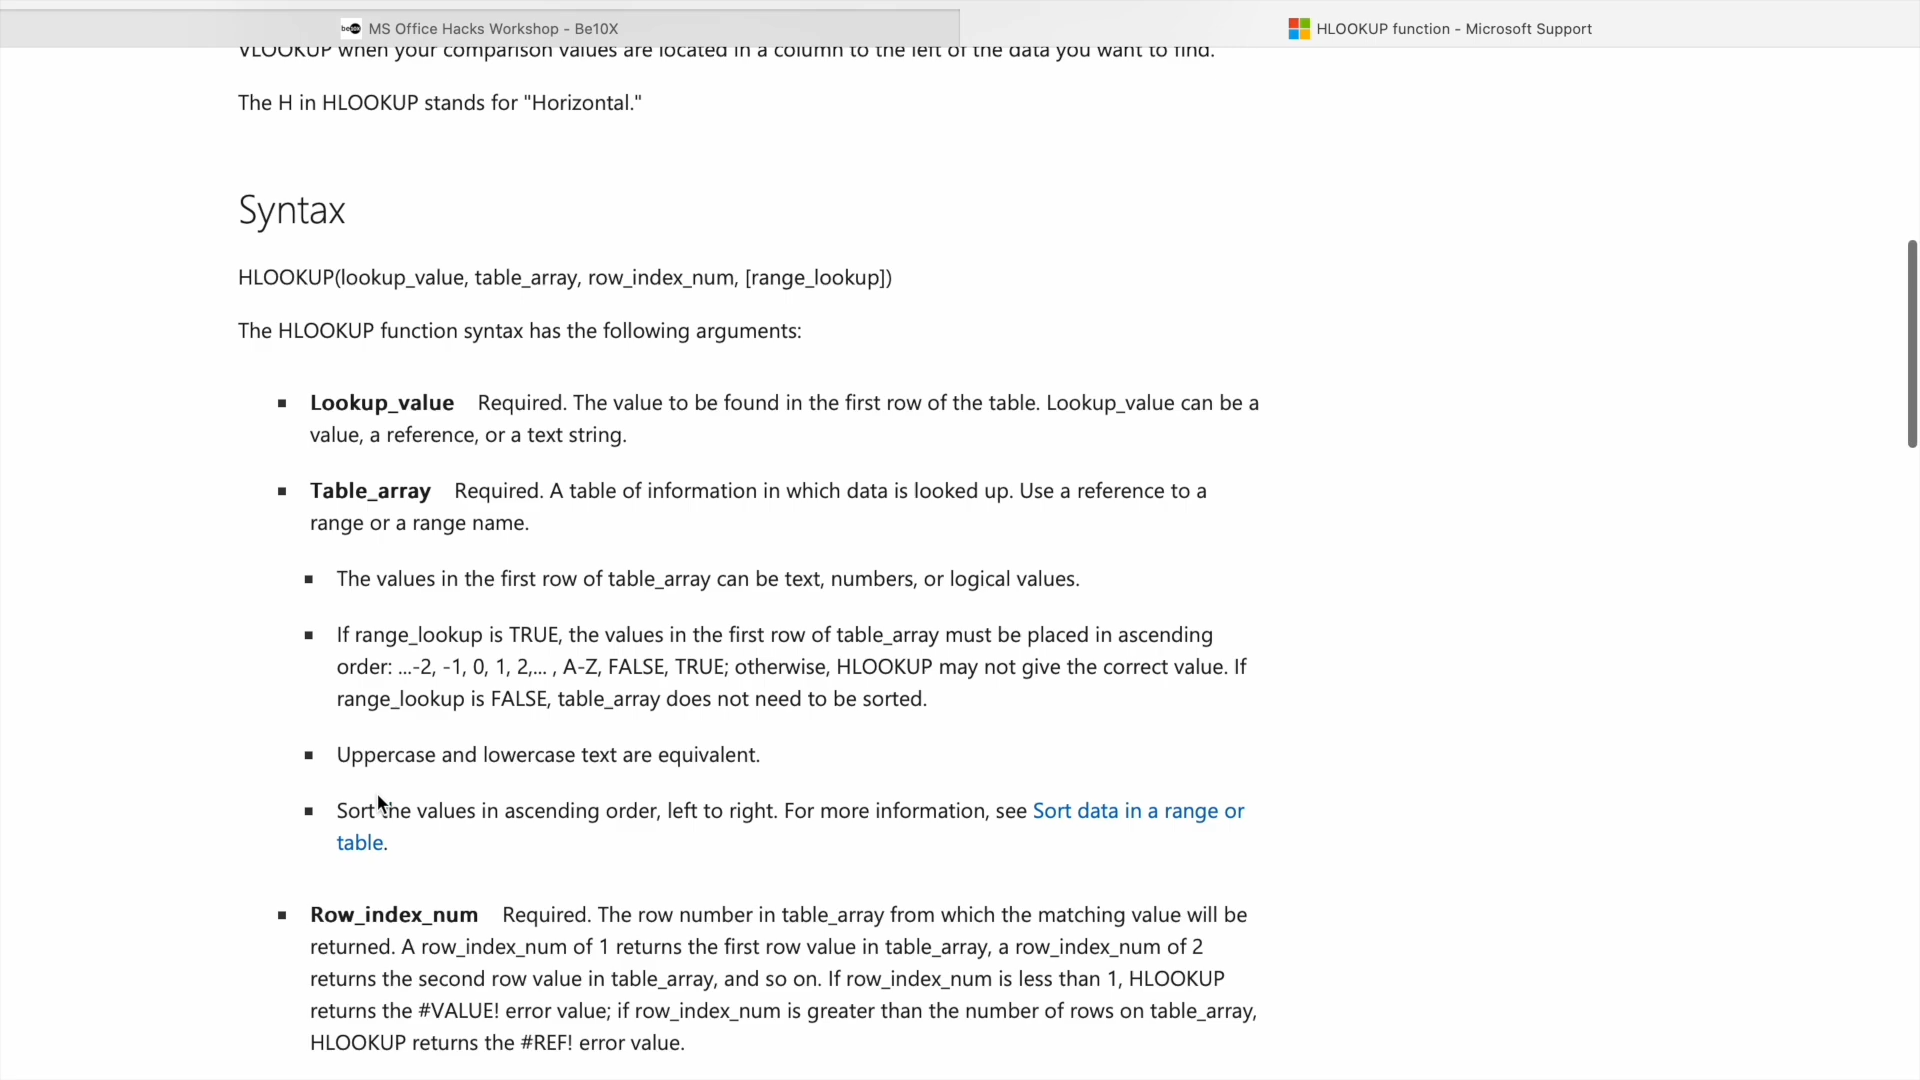 be10x MS Office Hacks Workshop - Be10X
HLOOKUP function - Microsoft Support
VLOOKUP when your comparison values are located in a column to the left of the data you want to find.
The H in HLOOKUP stands for "Horizontal."
Syntax
HLOOKUP(lookup_value, table_array, row_index_num, [range_lookup])
The HLOOKUP function syntax has the following arguments:
▪ Lookup_value Required. The value to be found in the first row of the table. Lookup_value can be a
value, a reference, or a text string.
▪ Table_array Required. A table of information in which data is looked up. Use a reference to a
range or a range name.
▪ The values in the first row of table_array can be text, numbers, or logical values.
▪ If range_lookup is TRUE, the values in the first row of table_array must be placed in ascending
order: ...-2, -1, 0, 1, 2,... , A-Z, FALSE, TRUE; otherwise, HLOOKUP may not give the correct value. If
range_lookup is FALSE, table_array does not need to be sorted.
▪ Uppercase and lowercase text are equivalent.
▪ Sort the values in ascending order, left to right. For more information, see Sort data in a range or
table.
▪ Row_index_num Required. The row number in table_array from which the matching value will be
returned. A row_index_num of 1 returns the first row value in table_array, a row_index_num of 2
returns the second row value in table_array, and so on. If row_index_num is less than 1, HLOOKUP
returns the #VALUE! error value; if row_index_num is greater than the number of rows on table_array,
HLOOKUP returns the #REF! error value.